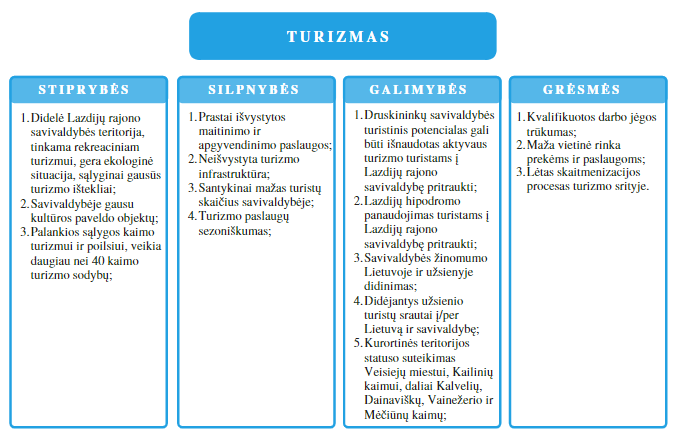 TURIZMAS
STIPRYBĖS
1. Didelė Lazdijų rajono
savivaldybės teritorija,
tinkama rekreaciniam
turizmui, gera ekologinė
situacija, sąlyginai gausūs
turizmo ištekliai;
2. Savivaldybėje gausu
kultūros paveldo objektų;
3. Palankios sąlygos kaimo
turizmui ir poilsiui, veikia
daugiau nei 40 kaimo
turizmo sodybų;
SILPNYBĖS
1. Prastai išvystytos
maitinimo ir
apgyvendinimo paslaugos;
2. Neišvystyta turizmo
infrastruktūra;
3. Santykinai mažas turistų
skaičius savivaldybėje;
4. Turizmo paslaugų
sezoniškumas;
GALIMYBĖS
1. Druskininkų savivaldybės
turistinis potencialas gali
būti išnaudotas aktyvaus
turizmo turistams į
Lazdijų rajono
savivaldybę pritraukti;
2. Lazdijų hipodromo
panaudojimas turistams į
Lazdijų rajono
savivaldybę pritraukti;
3. Savivaldybės žinomumo
Lietuvoje ir užsienyje
didinimas;
4. Didėjantys užsienio
turistų srautai į/per
Lietuvą ir savivaldybę;
5. Kurortinės teritorijos
statuso suteikimas
Veisiejų miestui, Kailinių
kaimui, daliai Kalvelių,
Dainaviškų, Vainežerio ir
Mėčiūnų kaimų;
GRĖSMĖS
1. Kvalifikuotos darbo jėgos
trūkumas;
2. Maža vietinė rinka
prekėms ir paslaugoms;
3. Lėtas skaitmenizacijos
procesas turizmo srityje.